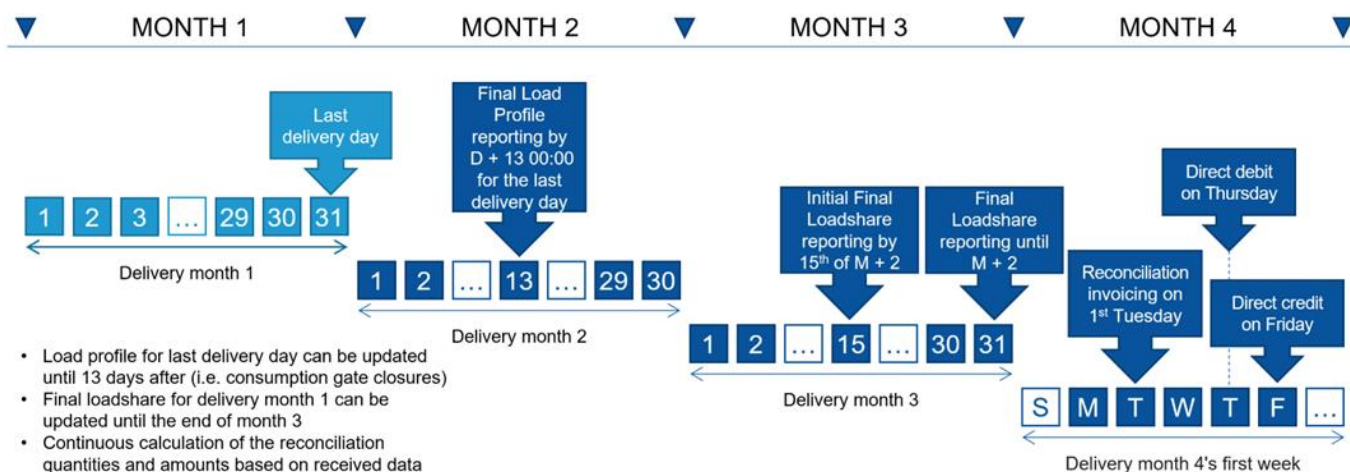 MONTH 1
MONTH 2
MONTH 3
MONTH 4
Last
delivery day
1 2 3 ... 29 30 31
Delivery month 1
Final Load
Profile
reporting by
D + 13 00:00
for the last
delivery day
1 2 ... 13 ... 29 30
Delivery month 2
Initial Final
Loadshare
reporting by
15th of M + 2
Final
Loadshare
reporting until
M + 2
1 2 ... 15 ... 30 31
Delivery month 3
Reconciliation
invoicing on
1st Tuesday
Direct debit
on Thursday
Direct credit
on Friday
S M T W T F ...
Delivery month 4's first week
• Load profile for last delivery day can be updated
until 13 days after (i.e. consumption gate closures)
• Final loadshare for delivery month 1 can be
updated until the end of month 3
• Continuous calculation of the reconciliation
quantities and amounts based on received data